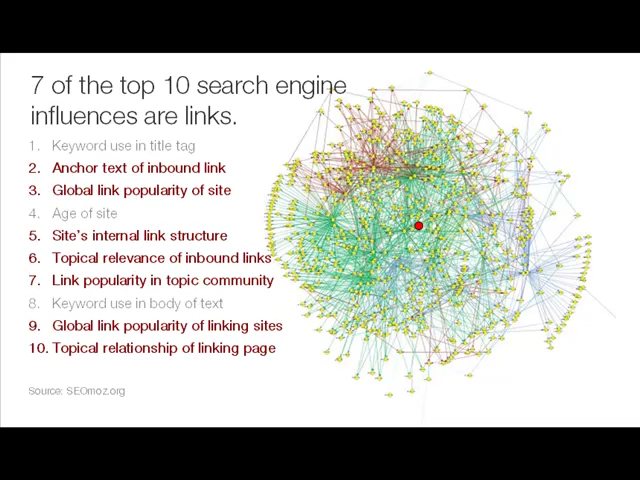 7 of the top 10 search engine
influences are links.
1. Keyword use in title tag
2. Anchor text of inbound link
3. Global link popularity of site
4. Age of site
5. Site's internal link structure
6. Topical relevance of inbound links
7. Link popularity in topic community
8. Keyword use in body of text
9. Global link popularity of linking sites
10. Topical relationship of linking page
Source: SEOmoz.org